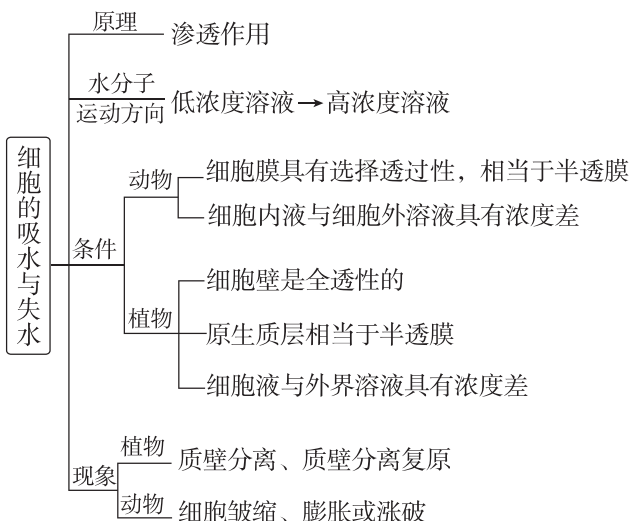 细胞的吸水与失水
原理
渗透作用
水分子
运动方向
低浓度溶液→高浓度溶液
条件
动物
细胞膜具有选择透过性，相当于半透膜
细胞内液与细胞外溶液具有浓度差
植物
细胞壁是全透性的
原生质层相当于半透膜
细胞液与外界溶液具有浓度差
现象
植物
质壁分离、质壁分离复原
动物
细胞皱缩、膨胀或涨破